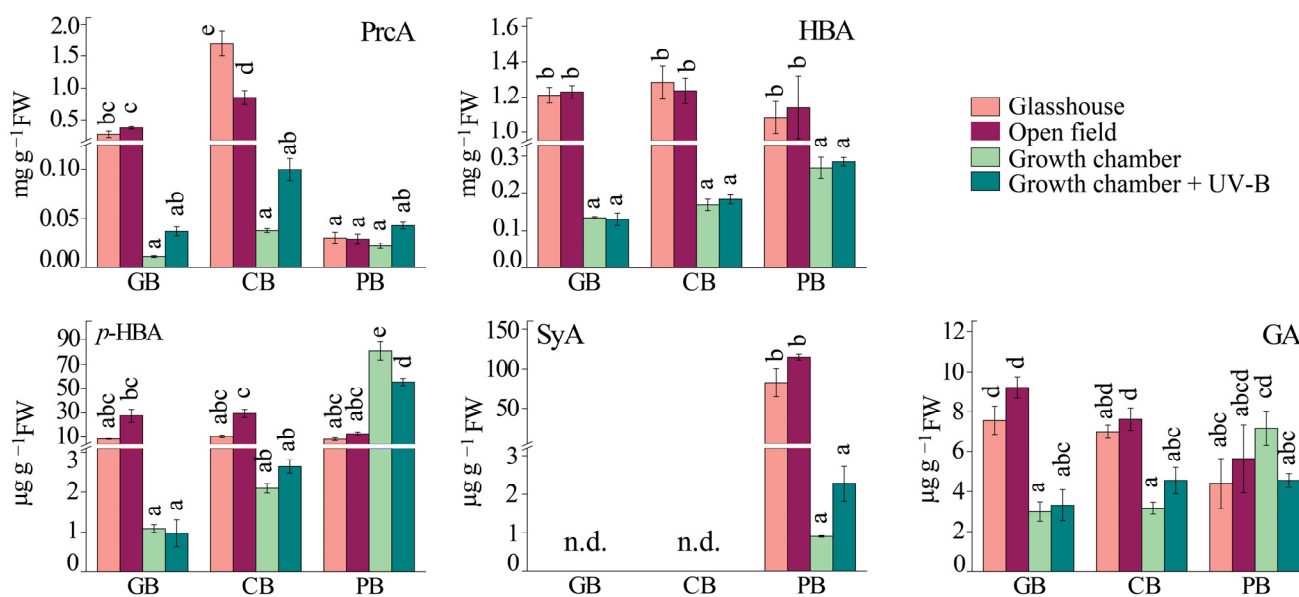 PrcA
2.0
1.5
1.0
0.5
0.10
0.05
0.00
mg g⁻¹FW
bc
c
a
ab
e
d
a
ab
a
a
a
ab
GB
CB
PB
HBA
1.6
1.4
1.2
1.0
0.3
0.2
0.1
0.0
mg g⁻¹FW
b
b
a
a
b
b
a
a
b
b
a
a
GB
CB
PB
Glasshouse
Open field
Growth chamber
Growth chamber + UV-B
p-HBA
90
70
50
30
10
3
2
1
0
µg g⁻¹FW
abc
bc
a
a
abc
c
ab
ab
abc
abc
e
d
GB
CB
PB
SyA
150
100
50
3
2
1
0
µg g⁻¹FW
n.d.
n.d.
b
b
a
a
GB
CB
PB
GA
12
10
8
6
4
2
0
µg g⁻¹FW
d
d
a
abc
abd
d
a
abc
abc
abcd
cd
abc
GB
CB
PB